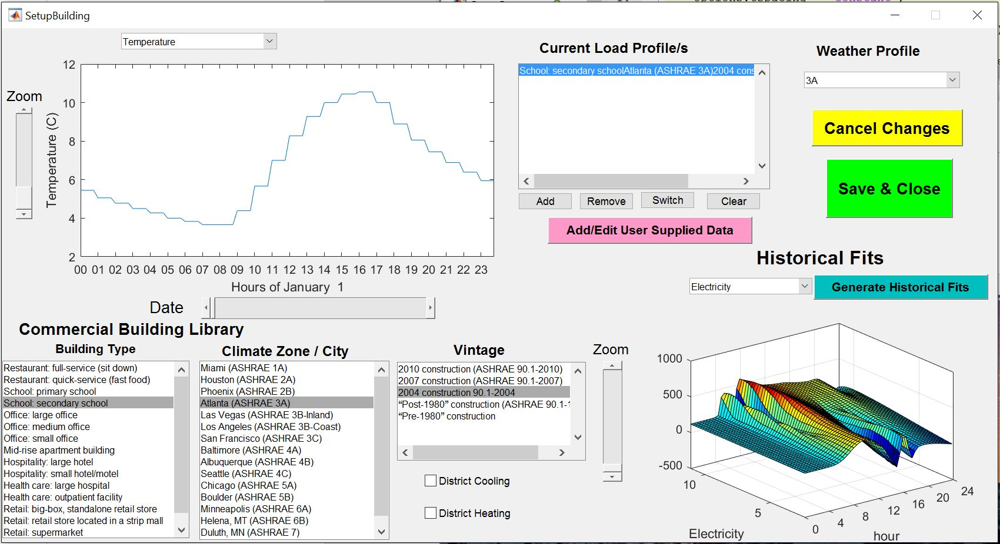 SetupBuilding
Temperature
Current Load Profile/s
Weather Profile
School: secondary schoolAtlanta (ASHRAE 3A)2004 cons
3A
Zoom
12
10
8
6
4
2
Temperature (C)
00 01 02 03 04 05 06 07 08 09 10 11 12 13 14 15 16 17 18 19 20 21 22 23
Hours of January 1
Date
Cancel Changes
Save & Close
Add Remove Switch Clear
Add/Edit User Supplied Data
Historical Fits
Electricity
Generate Historical Fits
Commercial Building Library
Building Type
Restaurant: full-service (sit down)
Restaurant: quick-service (fast food)
School: primary school
School: secondary school
Office: large office
Office: medium office
Office: small office
Mid-rise apartment building
Hospitality: large hotel
Hospitality: small hotel/motel
Health care: large hospital
Health care: outpatient facility
Retail: big-box, standalone retail store
Retail: retail store located in a strip mall
Retail: supermarket
Climate Zone / City
Miami (ASHRAE 1A)
Houston (ASHRAE 2A)
Phoenix (ASHRAE 2B)
Atlanta (ASHRAE 3A)
Las Vegas (ASHRAE 3B-Inland)
Los Angeles (ASHRAE 3B-Coast)
San Francisco (ASHRAE 3C)
Baltimore (ASHRAE 4A)
Albuquerque (ASHRAE 4B)
Seattle (ASHRAE 4C)
Chicago (ASHRAE 5A)
Boulder (ASHRAE 5B)
Minneapolis (ASHRAE 6A)
Helena, MT (ASHRAE 6B)
Duluth, MN (ASHRAE 7)
Vintage
2010 construction (ASHRAE 90.1-2010)
2007 construction (ASHRAE 90.1-2007)
2004 construction 90.1-2004
“Post-1980” construction (ASHRAE 90.1-1
“Pre-1980” construction
District Cooling
District Heating
Zoom
1000
500
0
-500
10
5
0 4 8 12 16 20 24
Electricity
hour